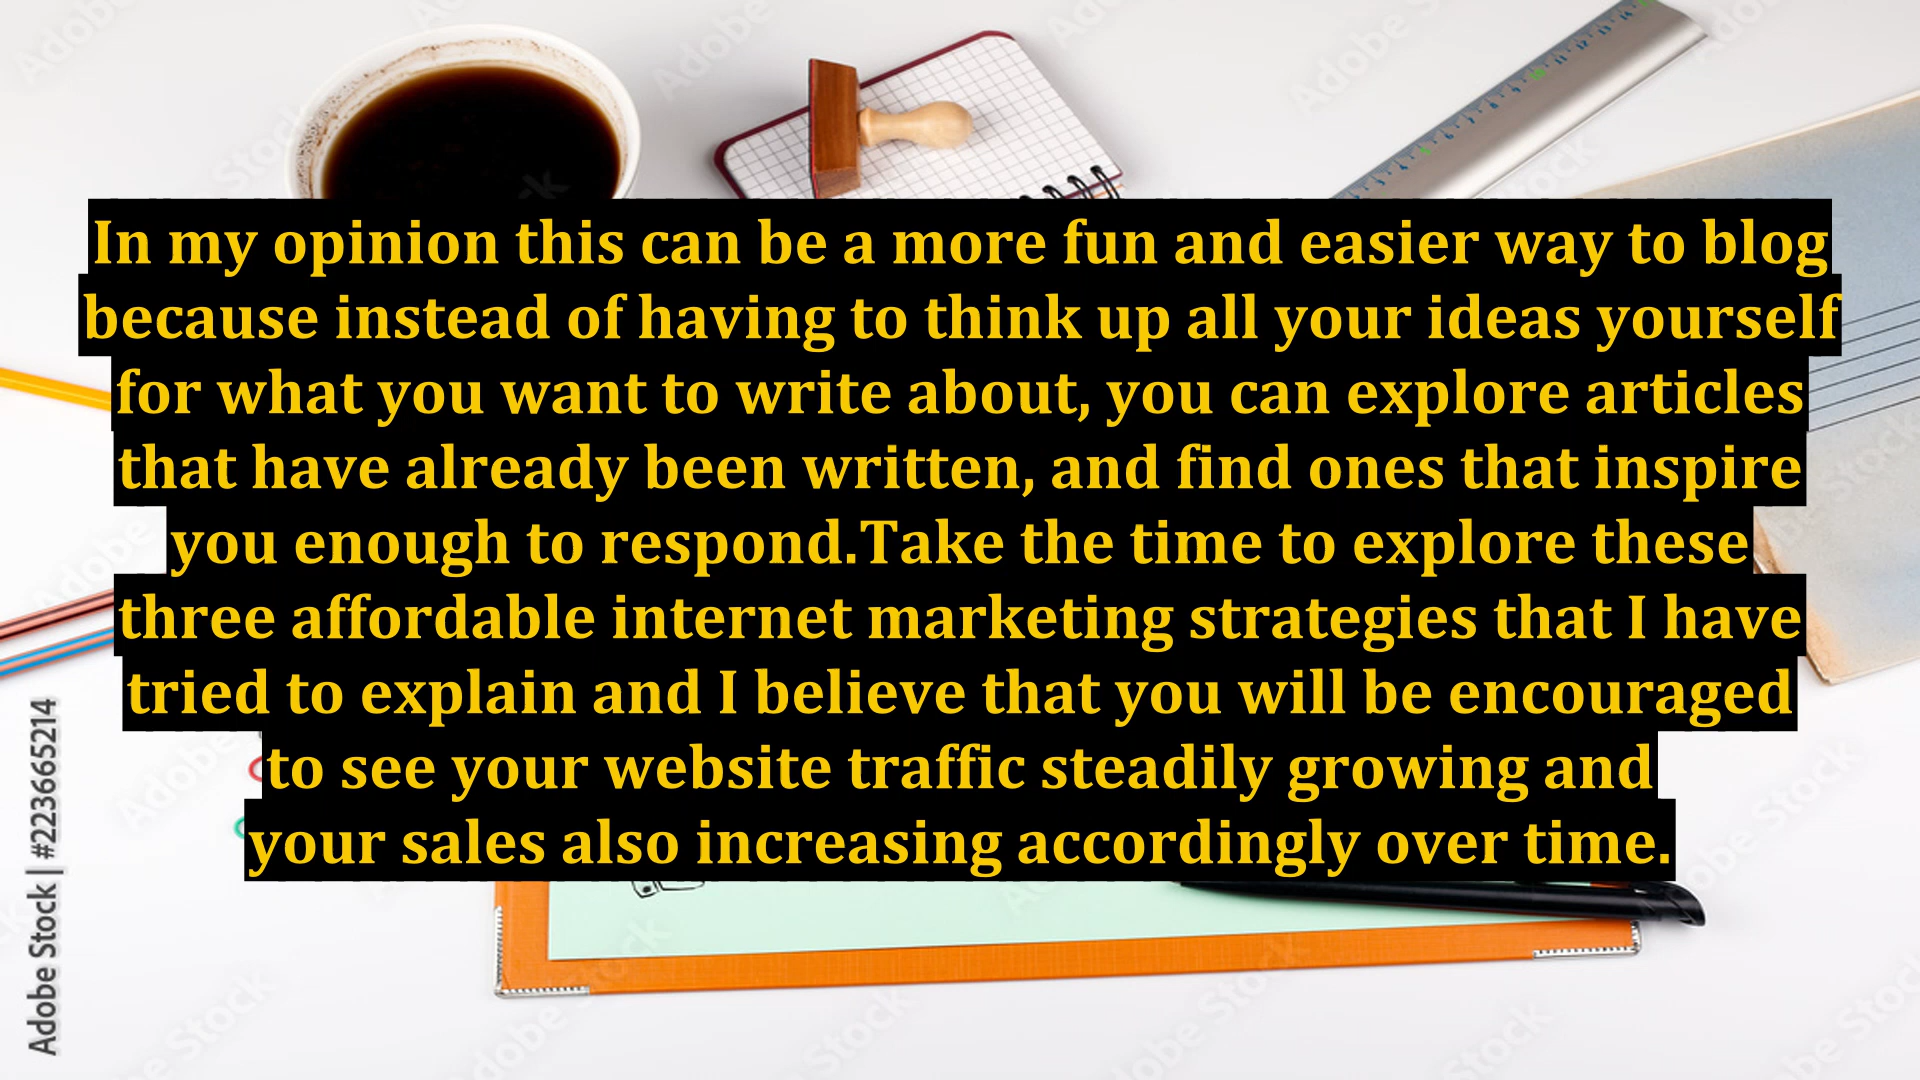 In my opinion this can be a more fun and easier way to blog
because instead of having to think up all your ideas yourself
for what you want to write about, you can explore articles
that have already been written, and find ones that inspire
you enough to respond.Take the time to explore these
three affordable internet marketing strategies that I have
tried to explain and I believe that you will be encouraged
to see your website traffic steadily growing and
your sales also increasing accordingly over time.
Adobe Stock | #223665214